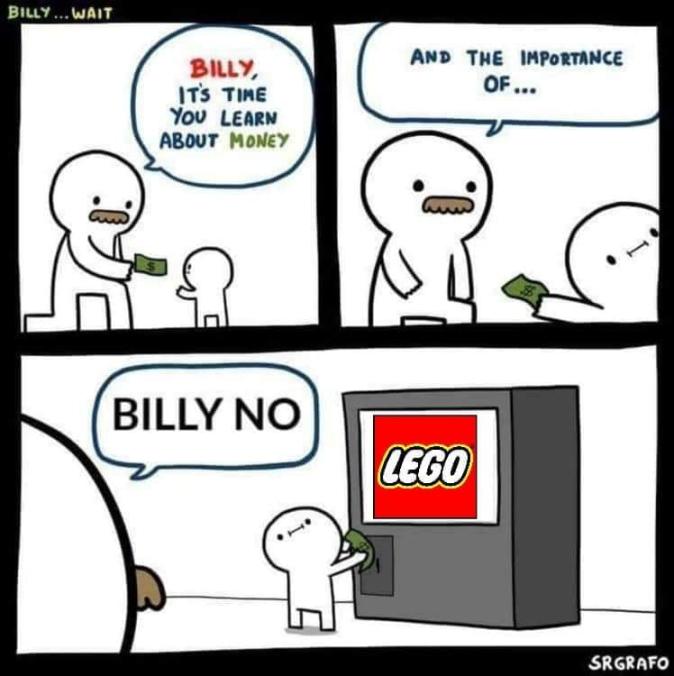 BILLY...WAIT
BILLY,
IT'S TIME
YOU LEARN
ABOUT MONEY
$
AND THE IMPORTANCE
OF...
$
BILLY NO
LEGO
SRGRAFO